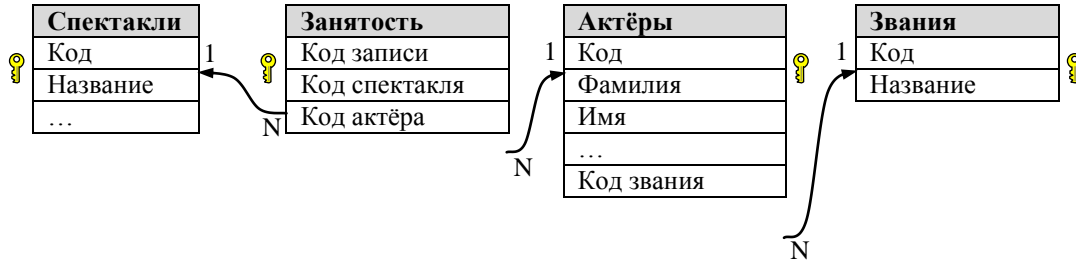 Спектакли
Код
Название
…
1
N
Занятость
Код записи
Код спектакля
Код актёра
1
N
Актёры
Код
Фамилия
Имя
…
Код звания
1
N
Звания
Код
Название